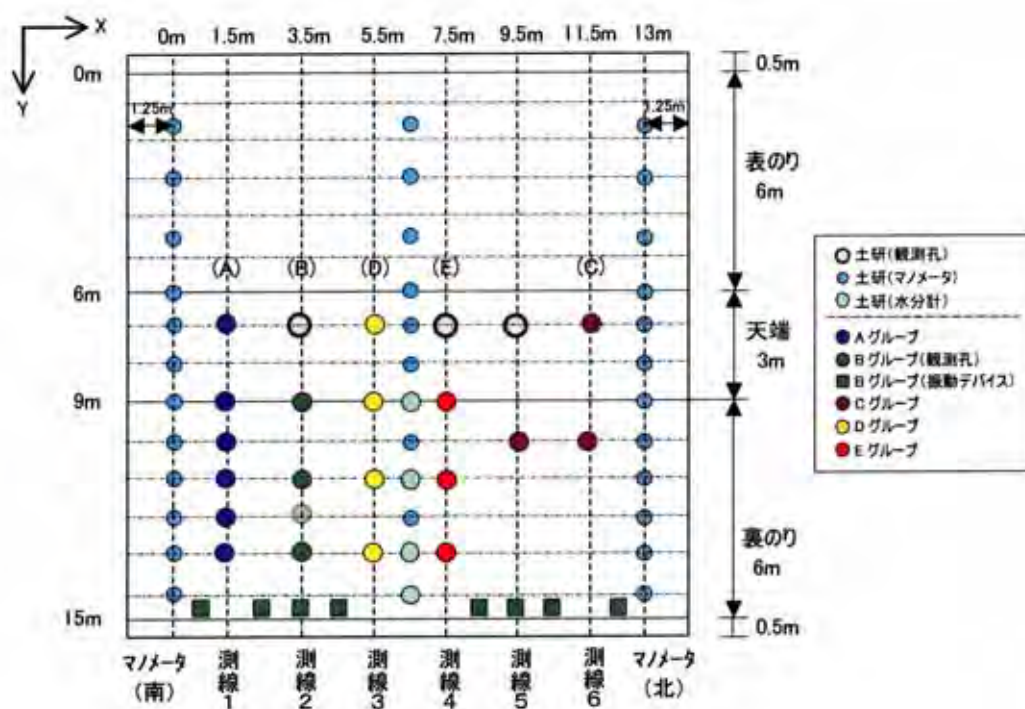 X
Y
0m 1.5m 3.5m 5.5m 7.5m 9.5m 11.5m 13m
0m
0.5m
1.25m
1.25m
表のり
6m
(A) (B) (D) (E) (C)
6m
天端
3m
9m
裏のり
6m
15m
0.5m
マノメータ
(南)
測線1
測線2
測線3
測線4
測線5
測線6
マノメータ
(北)
土研(観測孔)
土研(マノメータ)
土研(水分計)
Aグループ
Bグループ(観測孔)
Bグループ(振動デバイス)
Cグループ
Dグループ
Eグループ